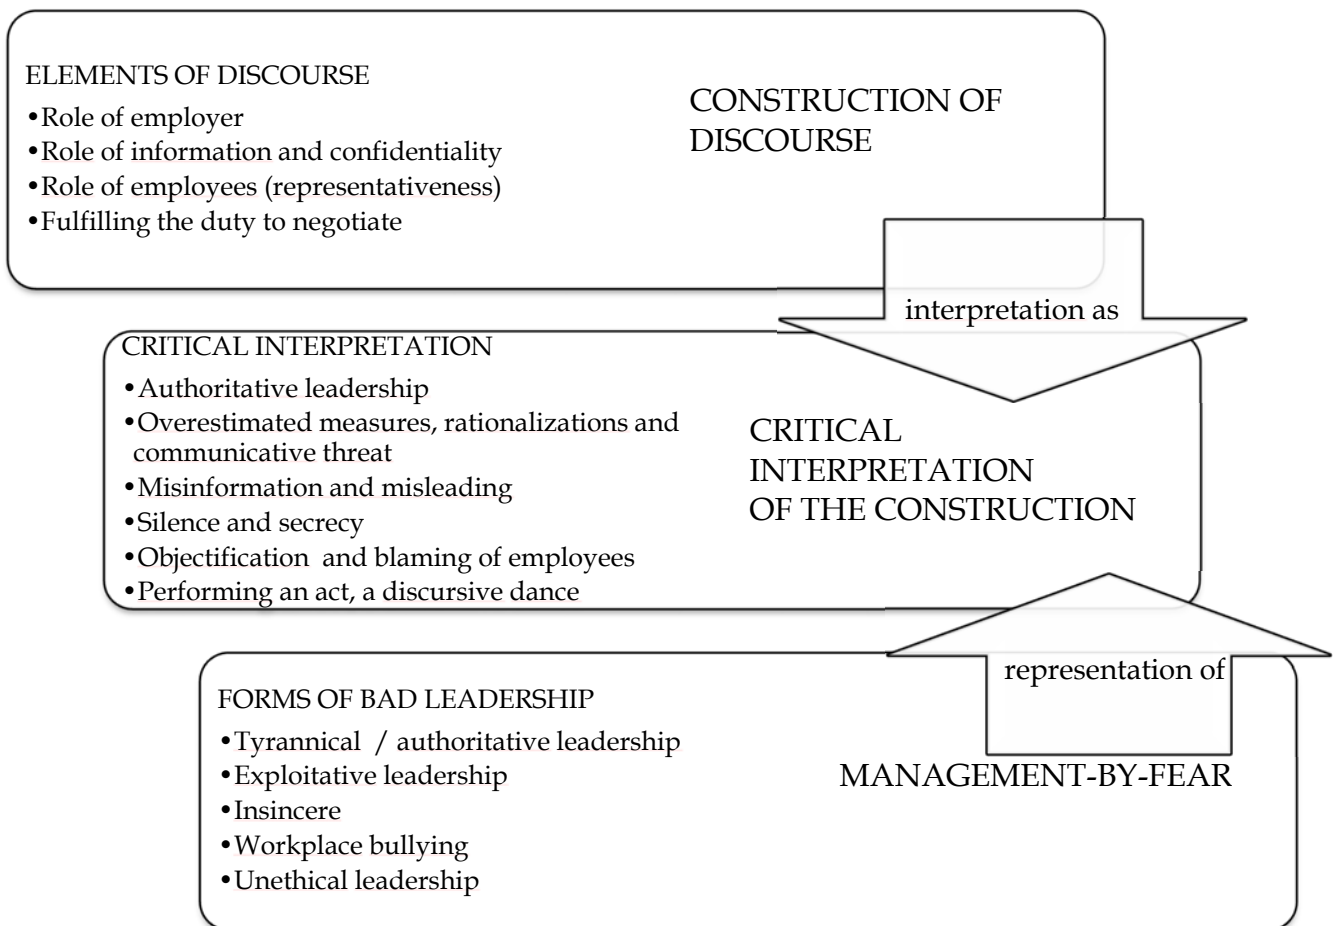 ELEMENTS OF DISCOURSE
•Role of employer
•Role of information and confidentiality
•Role of employees (representativeness)
•Fulfilling the duty to negotiate
CONSTRUCTION OF
DISCOURSE
interpretation as
CRITICAL INTERPRETATION
•Authoritative leadership
•Overestimated measures, rationalizations and
communicative threat
•Misinformation and misleading
•Silence and secrecy
•Objectification and blaming of employees
•Performing an act, a discursive dance
CRITICAL
INTERPRETATION
OF THE CONSTRUCTION
representation of
FORMS OF BAD LEADERSHIP
•Tyrannical / authoritative leadership
•Exploitative leadership
•Insincere
•Workplace bullying
•Unethical leadership
MANAGEMENT-BY-FEAR